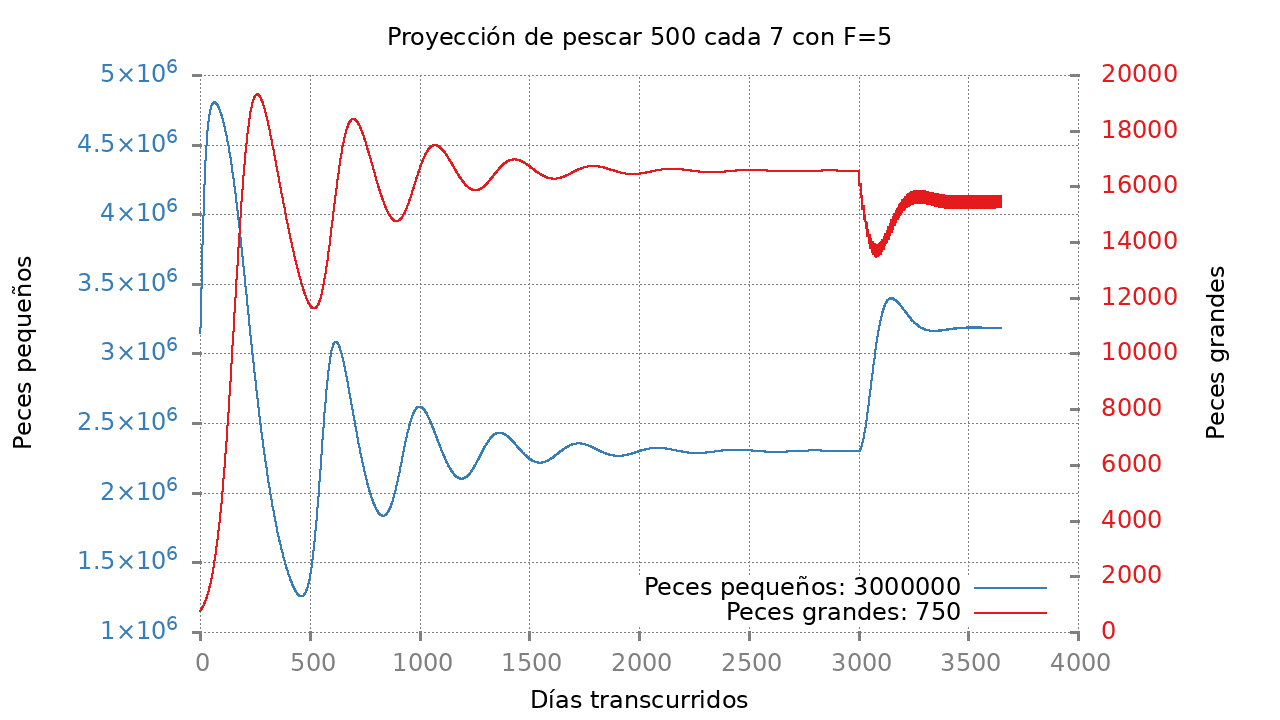 Proyección de pescar 500 cada 7 con F=5
5×10⁶
4.5×10⁶
4×10⁶
3.5×10⁶
3×10⁶
2.5×10⁶
2×10⁶
1.5×10⁶
1×10⁶
Peces pequeños
20000
18000
16000
14000
12000
10000
8000
6000
4000
2000
0
Peces grandes
Peces pequeños: 3000000
Peces grandes: 750
0 500 1000 1500 2000 2500 3000 3500 4000
Días transcurridos